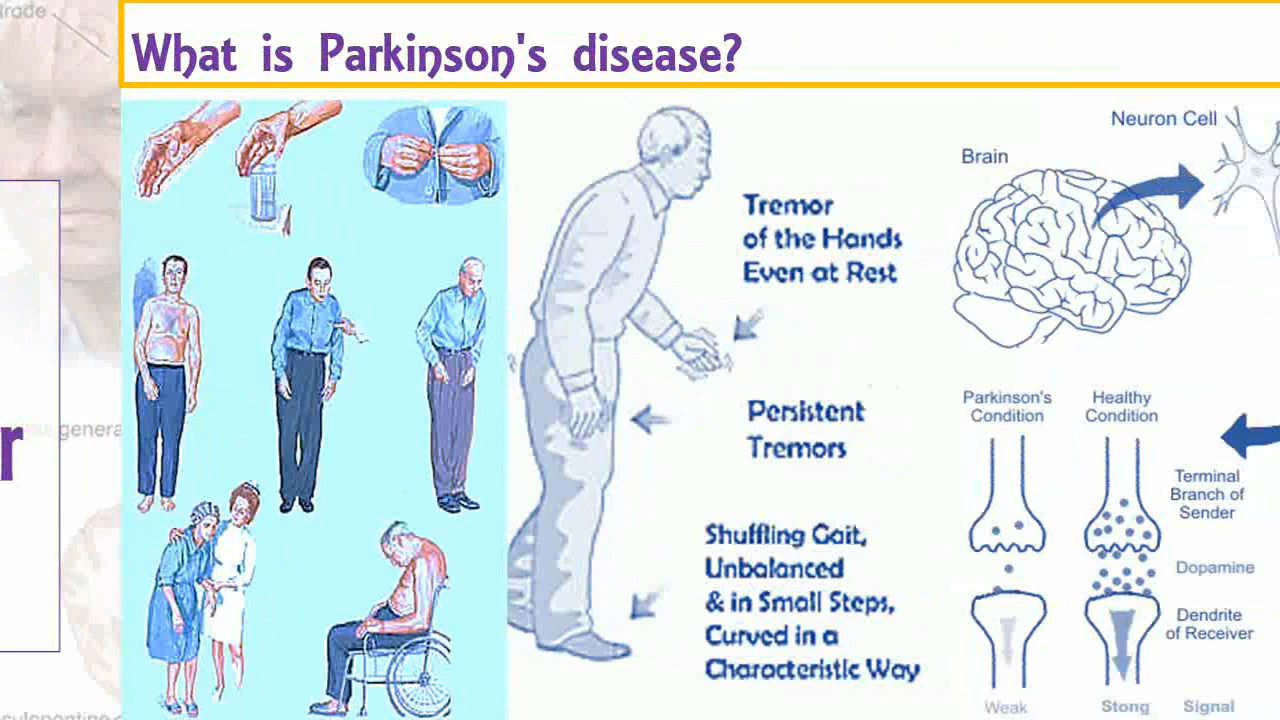 What is Parkinson's disease?
Tremor
of the Hands
Even at Rest
Persistent
Tremors
Shuffling Gait,
Unbalanced
& in Small Steps,
Curved in a
Characteristic Way
Neuron Cell
Brain
Parkinson's
Condition
Healthy
Condition
Terminal
Branch of
Sender
Dopamine
Dendrite
of Receiver
Weak
Stong
Signal
r